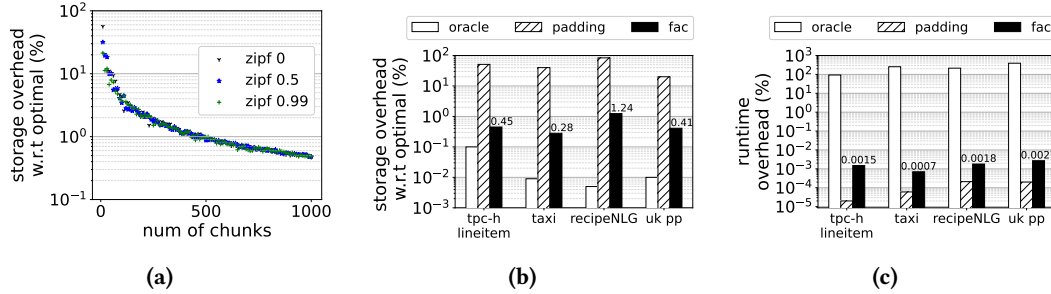 storage overhead
w.r.t optimal (%)
10²
10¹
10⁰
10⁻¹
zipf 0
zipf 0.5
zipf 0.99
0
500
1000
num of chunks
(a)
oracle
padding
fac
storage overhead
w.r.t optimal (%)
10²
10¹
10⁰
10⁻¹
10⁻²
10⁻³
0.45
0.28
1.24
0.41
tpc-h
lineitem
taxi
recipeNLG
uk pp
(b)
oracle
padding
fac
runtime
overhead (%)
10³
10²
10¹
10⁰
10⁻¹
10⁻²
10⁻³
10⁻⁴
10⁻⁵
0.0015
0.0007
0.0018
0.0027
tpc-h
lineitem
taxi
recipeNLG
uk pp
(c)